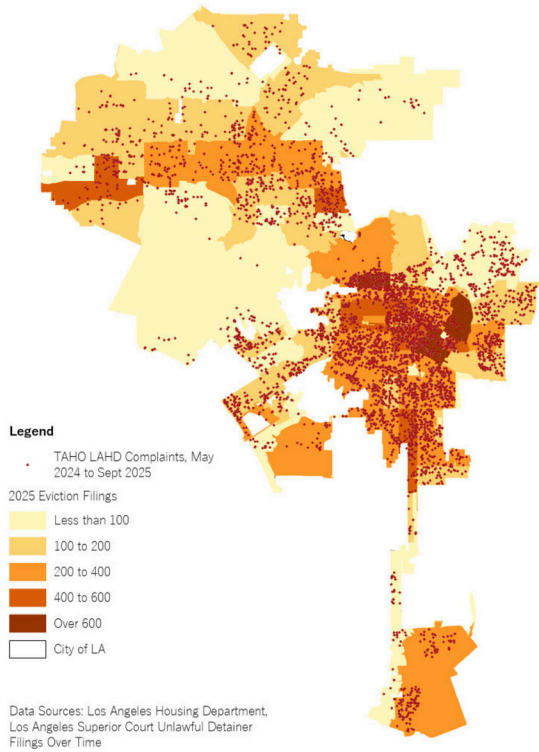 Legend
TAHO LAHD Complaints, May
2024 to Sept 2025
2025 Eviction Filings
Less than 100
100 to 200
200 to 400
400 to 600
Over 600
City of LA
Data Sources: Los Angeles Housing Department,
Los Angeles Superior Court Unlawful Detainer
Filings Over Time